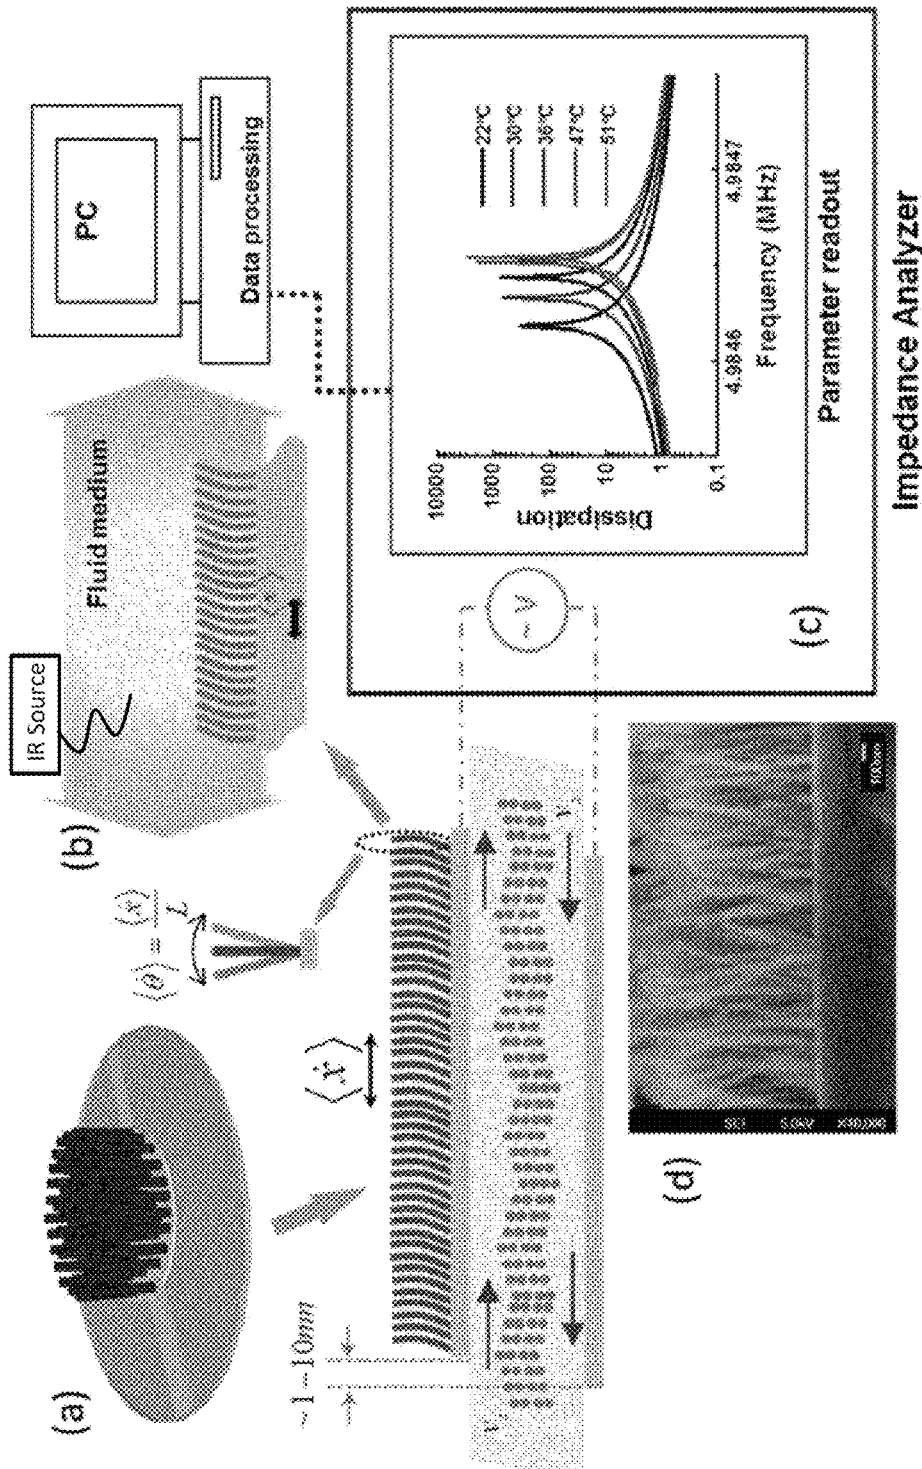 (a)
(b)
IR Source
Fluid medium
PC
Data processing
~1-10nm
⟨ẋ⟩
⟨θ̇⟩ = ⟨ẋ⟩ / L
~V
(c)
Dissipation
10000
1000
100
10
1
0.1
22°C
30°C
36°C
47°C
51°C
4.9846
4.9847
Frequency (MHz)
Parameter readout
Impedance Analyzer
(d)
SEI